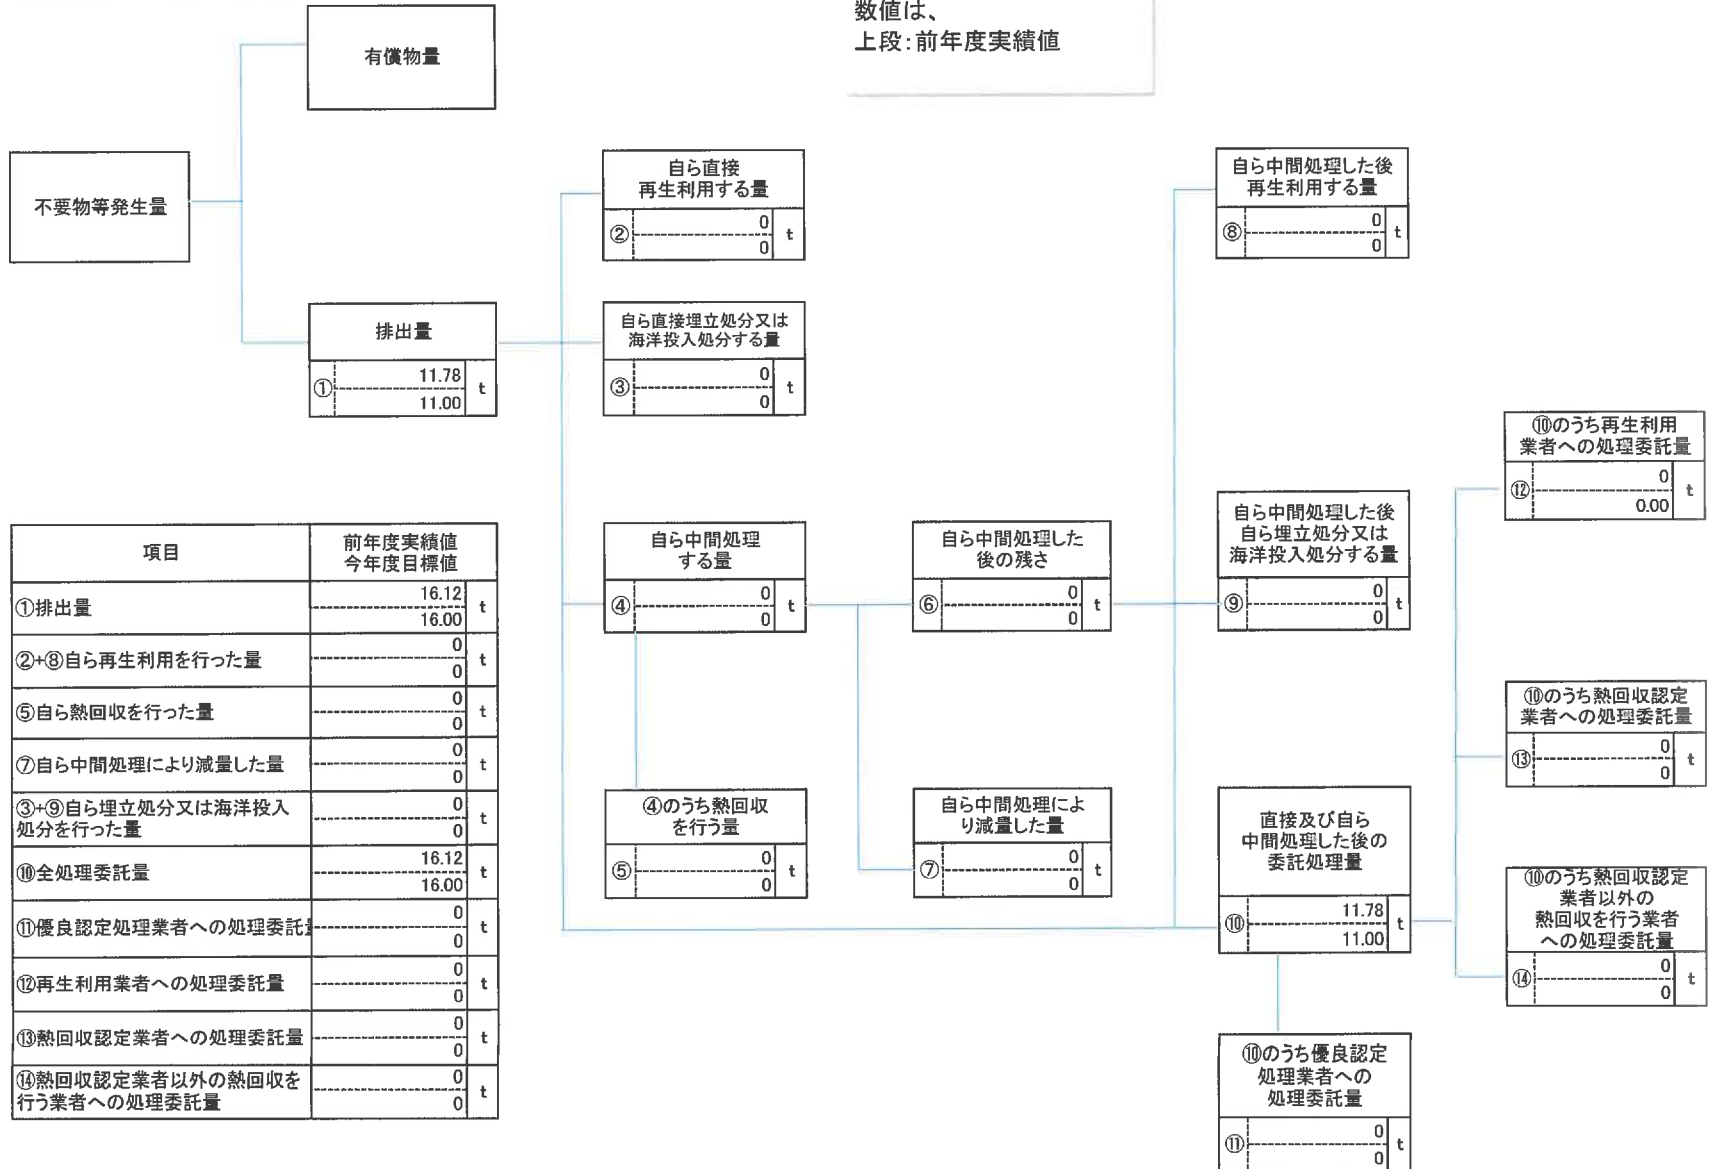 数値は、
上段:前年度実績値
有償物量
不要物等発生量
排出量
① 11.78 t
11.00
自ら直接
再生利用する量
② 0 t
0
自ら直接埋立処分又は
海洋投入処分する量
③ 0 t
0
自ら中間処理
する量
④ 0 t
0
④のうち熱回収
を行う量
⑤ 0 t
0
自ら中間処理した
後の残さ
⑥ 0 t
0
自ら中間処理によ
り減量した量
⑦ 0 t
0
自ら中間処理した後
再生利用する量
⑧ 0 t
0
自ら中間処理した後
自ら埋立処分又は
海洋投入処分する量
⑨ 0 t
0
直接及び自ら
中間処理した後の
委託処理量
⑩ 11.78 t
11.00
⑩のうち優良認定
処理業者への
処理委託量
⑪ 0 t
0
⑩のうち再生利用
業者への処理委託量
⑫ 0 t
0.00
⑩のうち熱回収認定
業者への処理委託量
⑬ 0 t
0
⑩のうち熱回収認定
業者以外の
熱回収を行う業者
への処理委託量
⑭ 0 t
0
項目 前年度実績値
今年度目標値
①排出量 16.12 t
16.00
②+⑧自ら再生利用を行った量 0 t
0
⑤自ら熱回収を行った量 0 t
0
⑦自ら中間処理により減量した量 0 t
0
③+⑨自ら埋立処分又は海洋投入
処分を行った量 0 t
0
⑩全処理委託量 16.12 t
16.00
⑪優良認定処理業者への処理委託 0 t
0
⑫再生利用業者への処理委託量 0 t
0
⑬熱回収認定業者への処理委託量 0 t
0
⑭熱回収認定業者以外の熱回収を
行う業者への処理委託量 0 t
0